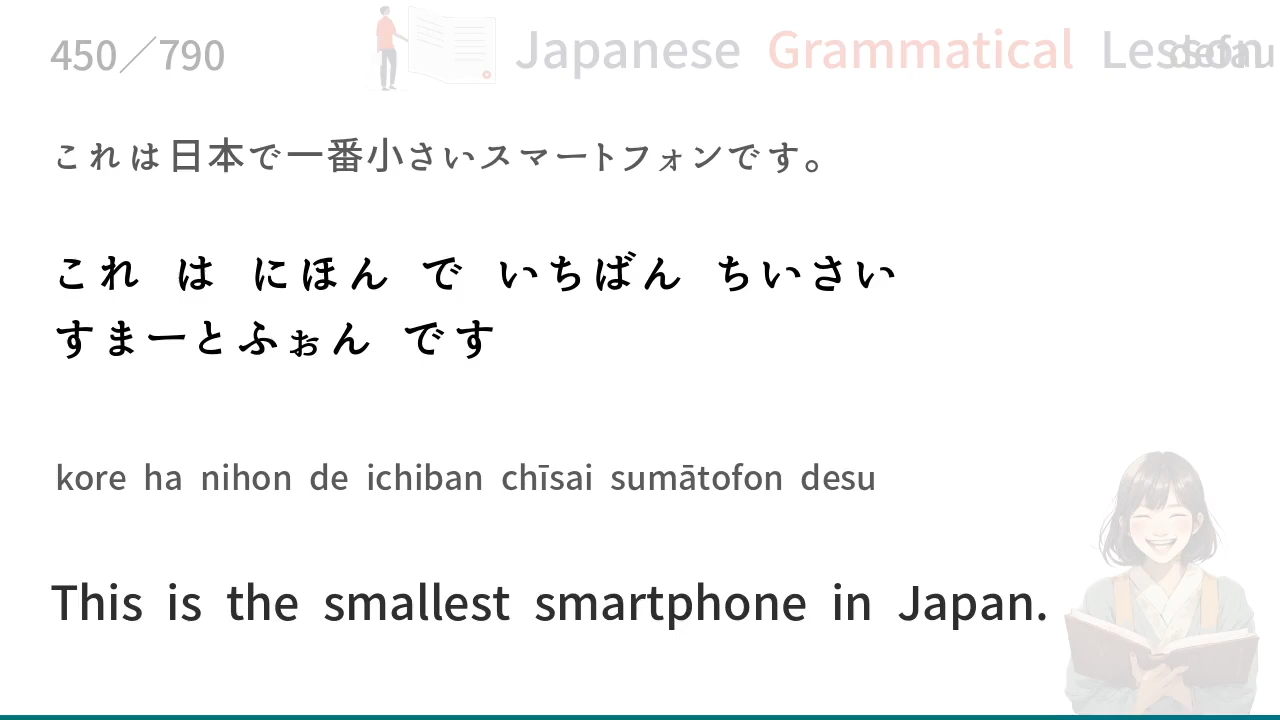 450／790
Japanese Grammatical Lesson
これは日本で一番小さいスマートフォンです。
これ は にほん で いちばん ちいさい
すまーとふぉん です
kore ha nihon de ichiban chīsai sumātofon desu
This is the smallest smartphone in Japan.